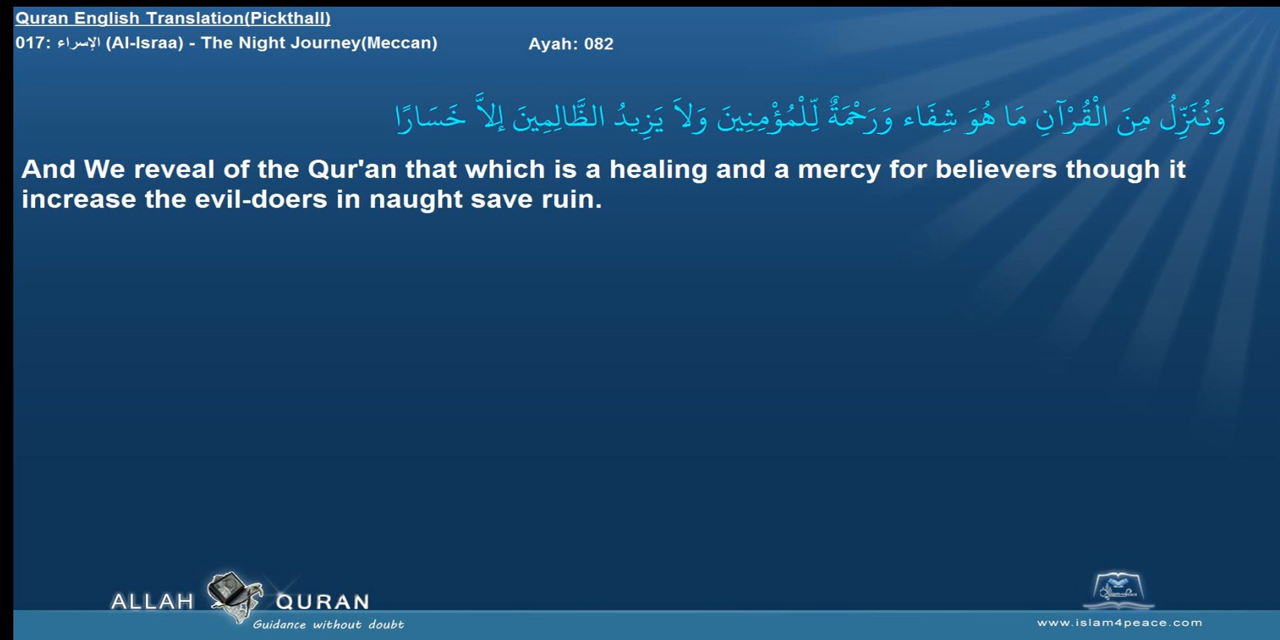 Quran English Translation(Pickthall)
017: الإسراء (Al-Israa) - The Night Journey(Meccan) Ayah: 082
وَنُنَزِّلُ مِنَ الْقُرْآنِ مَا هُوَ شِفَاء وَرَحْمَةٌ لِّلْمُؤْمِنِينَ وَلاَ يَزِيدُ الظَّالِمِينَ إَلاَّ خَسَارًا
And We reveal of the Qur'an that which is a healing and a mercy for believers though it
increase the evil-doers in naught save ruin.
ALLAH QURAN
Guidance without doubt
www.islam4peace.com